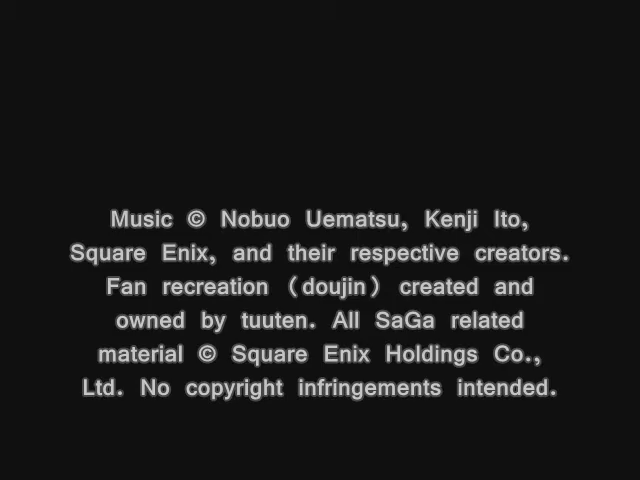 Music © Nobuo Uematsu, Kenji Ito,
Square Enix, and their respective creators.
Fan recreation (doujin) created and
owned by tuuten. All SaGa related
material © Square Enix Holdings Co.,
Ltd. No copyright infringements intended.